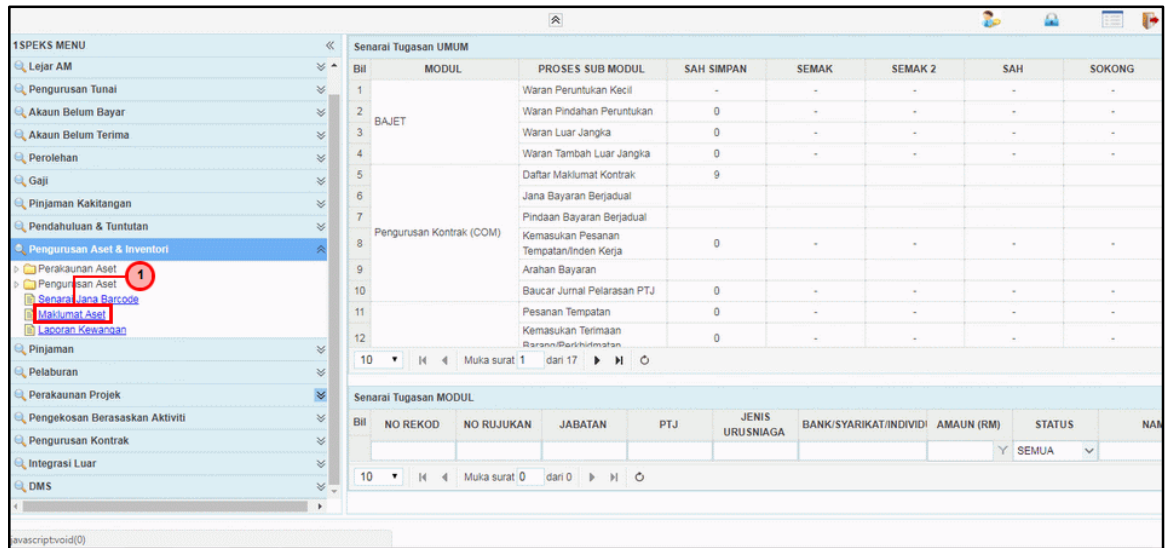 1SPEKS MENU
Lejar AM
Pengurusan Tunai
Akaun Belum Bayar
Akaun Belum Terima
Perolehan
Gaji
Pinjaman Kakitangan
Pendahuluan & Tuntutan
Pengurusan Aset & Inventori
Perakaunan Aset
Pengurusan Aset
1
Senarai Jana Barcode
Maklumat Aset
Laporan Kewangan
Pinjaman
Pelaburan
Perakaunan Projek
Pengekosan Berasaskan Aktiviti
Pengurusan Kontrak
Integrasi Luar
DMS
javascript:void(0)
Senarai Tugasan UMUM
Bil MODUL PROSES SUB MODUL SAH SIMPAN SEMAK SEMAK 2 SAH SOKONG
1 BAJET Waran Peruntukan Kecil - - - - -
2 Waran Pindahan Peruntukan 0 - - - -
3 Waran Luar Jangka 0 - - - -
4 Waran Tambah Luar Jangka 0 - - - -
5 Pengurusan Kontrak (COM) Daftar Maklumat Kontrak 9
6 Jana Bayaran Berjadual
7 Pindaan Bayaran Berjadual
8 Kemasukan Pesanan Tempatan/Inden Kerja 0 - - - -
9 Arahan Bayaran
10 Baucar Jurnal Pelarasan PTJ 0 - - - -
11 Pesanan Tempatan 0 - - - -
12 Kemasukan Terimaan Barang/Perkhidmatan 0 - - - -
10 Muka surat 1 dari 17
Senarai Tugasan MODUL
Bil NO REKOD NO RUJUKAN JABATAN PTJ JENIS URUSNIAGA BANK/SYARIKAT/INDIVIDU AMAUN (RM) STATUS NAM
SEMUA
10 Muka surat 0 dari 0